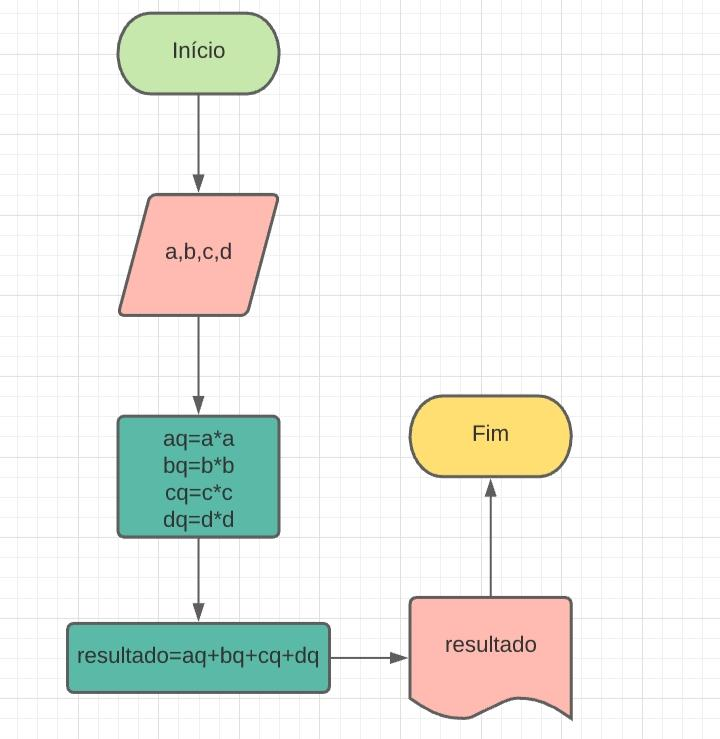 Início
a,b,c,d
aq=a*a
bq=b*b
cq=c*c
dq=d*d
resultado=aq+bq+cq+dq
resultado
Fim